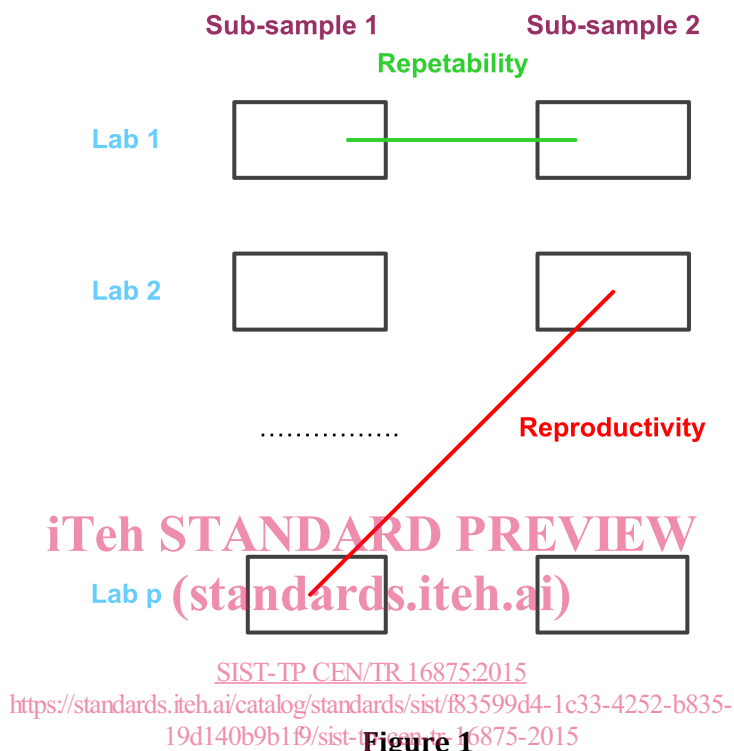 Sub-sample 1 Sub-sample 2
Repetability
Lab 1
Lab 2
................
Reproductivity
iTeh STANDARD PREVIEW
Lab p (standards.iteh.ai)
SIST-TP CEN/TR 16875:2015
https://standards.iteh.ai/catalog/standards/sist/f83599d4-1c33-4252-b835-
19d140b9b1f9/sist-tp-cen-tr-16875-2015
Figure 1